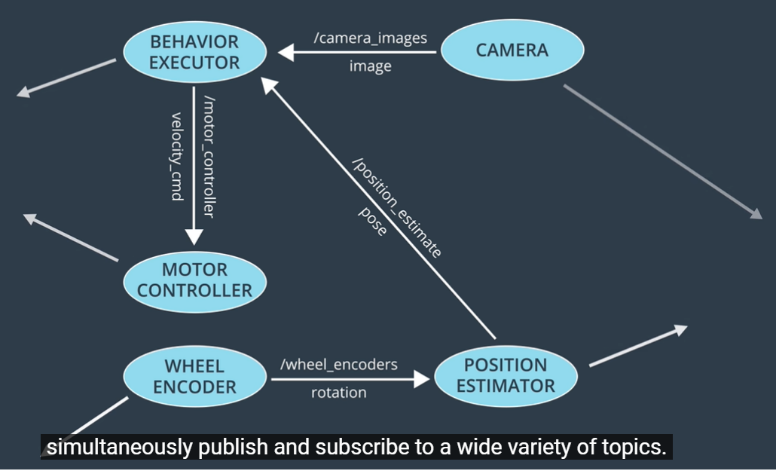 BEHAVIOR
EXECUTOR
/camera_images
image
CAMERA
/motor_controller
velocity_cmd
/position_estimate
pose
MOTOR
CONTROLLER
WHEEL
ENCODER
/wheel_encoders
rotation
POSITION
ESTIMATOR
simultaneously publish and subscribe to a wide variety of topics.